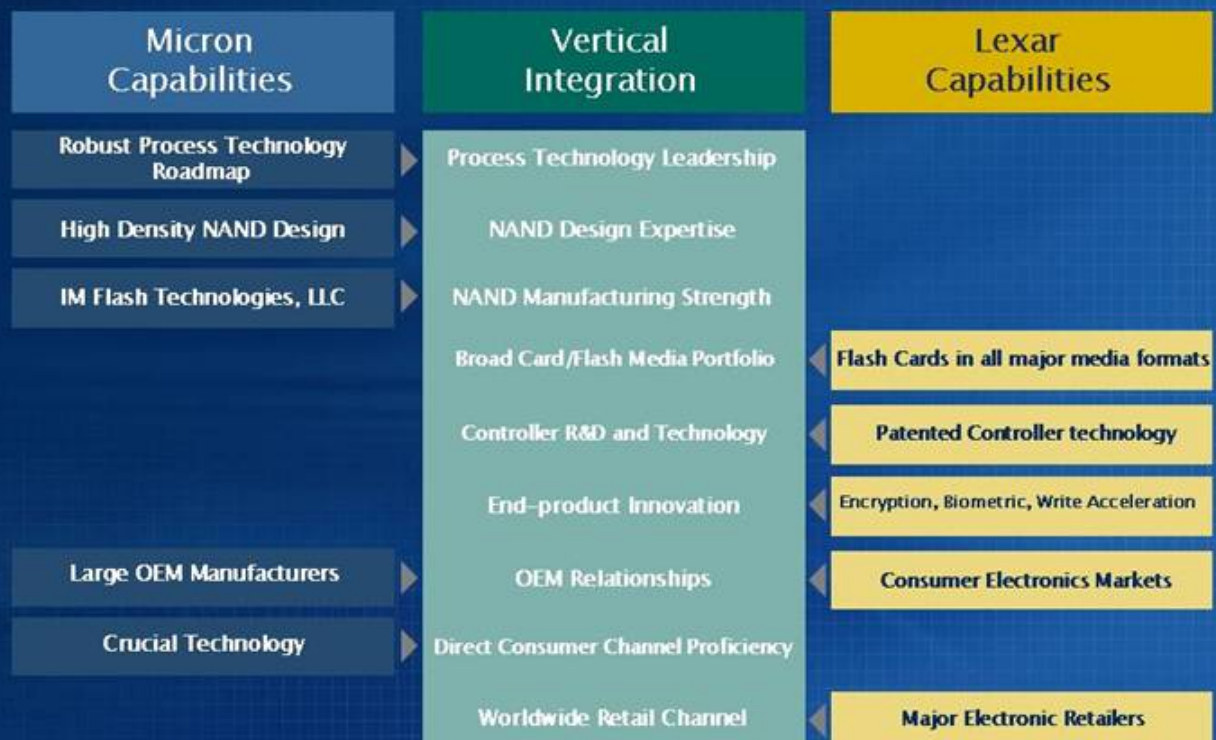 Micron
Capabilities
Vertical
Integration
Lexar
Capabilities
Robust Process Technology
Roadmap
Process Technology Leadership
High Density NAND Design
NAND Design Expertise
IM Flash Technologies, LLC
NAND Manufacturing Strength
Broad Card/Flash Media Portfolio
Flash Cards in all major media formats
Controller R&D and Technology
Patented Controller technology
End-product Innovation
Encryption, Biometric, Write Acceleration
Large OEM Manufacturers
OEM Relationships
Consumer Electronics Markets
Crucial Technology
Direct Consumer Channel Proficiency
Worldwide Retail Channel
Major Electronic Retailers